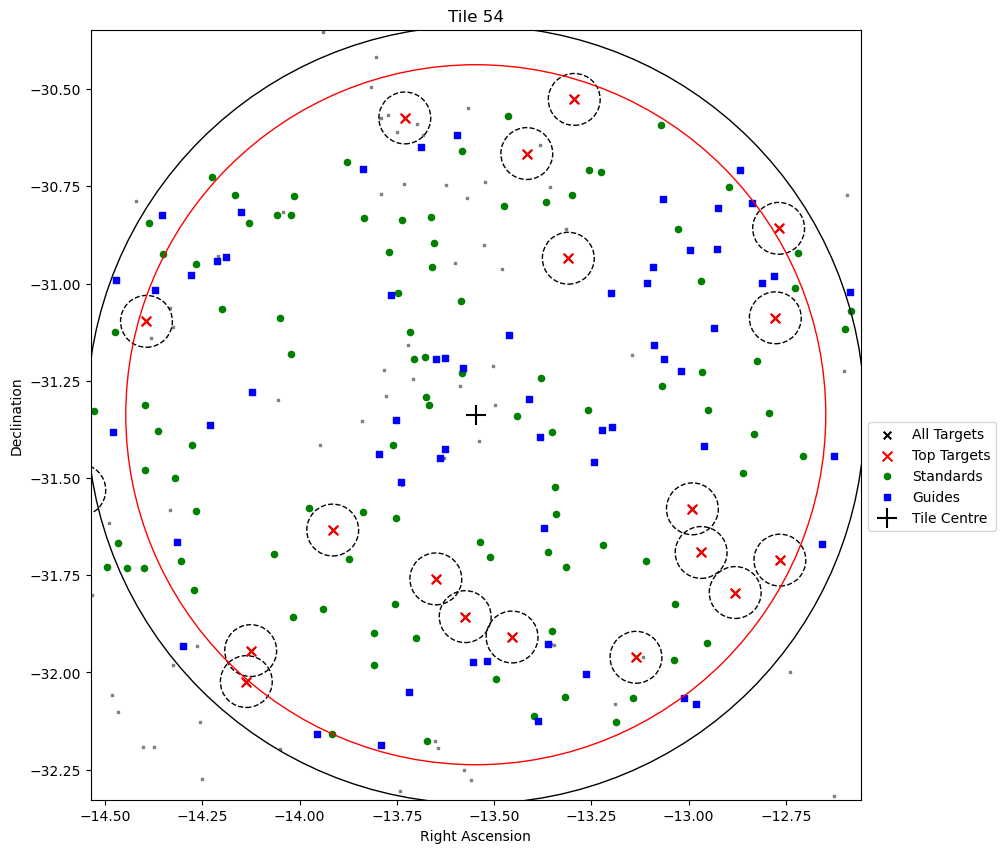 Tile 54
−30.50
−30.75
−31.00
−31.25
−31.50
−31.75
−32.00
−32.25
Declination
−14.50 −14.25 −14.00 −13.75 −13.50 −13.25 −13.00 −12.75
Right Ascension
All Targets
Top Targets
Standards
Guides
Tile Centre